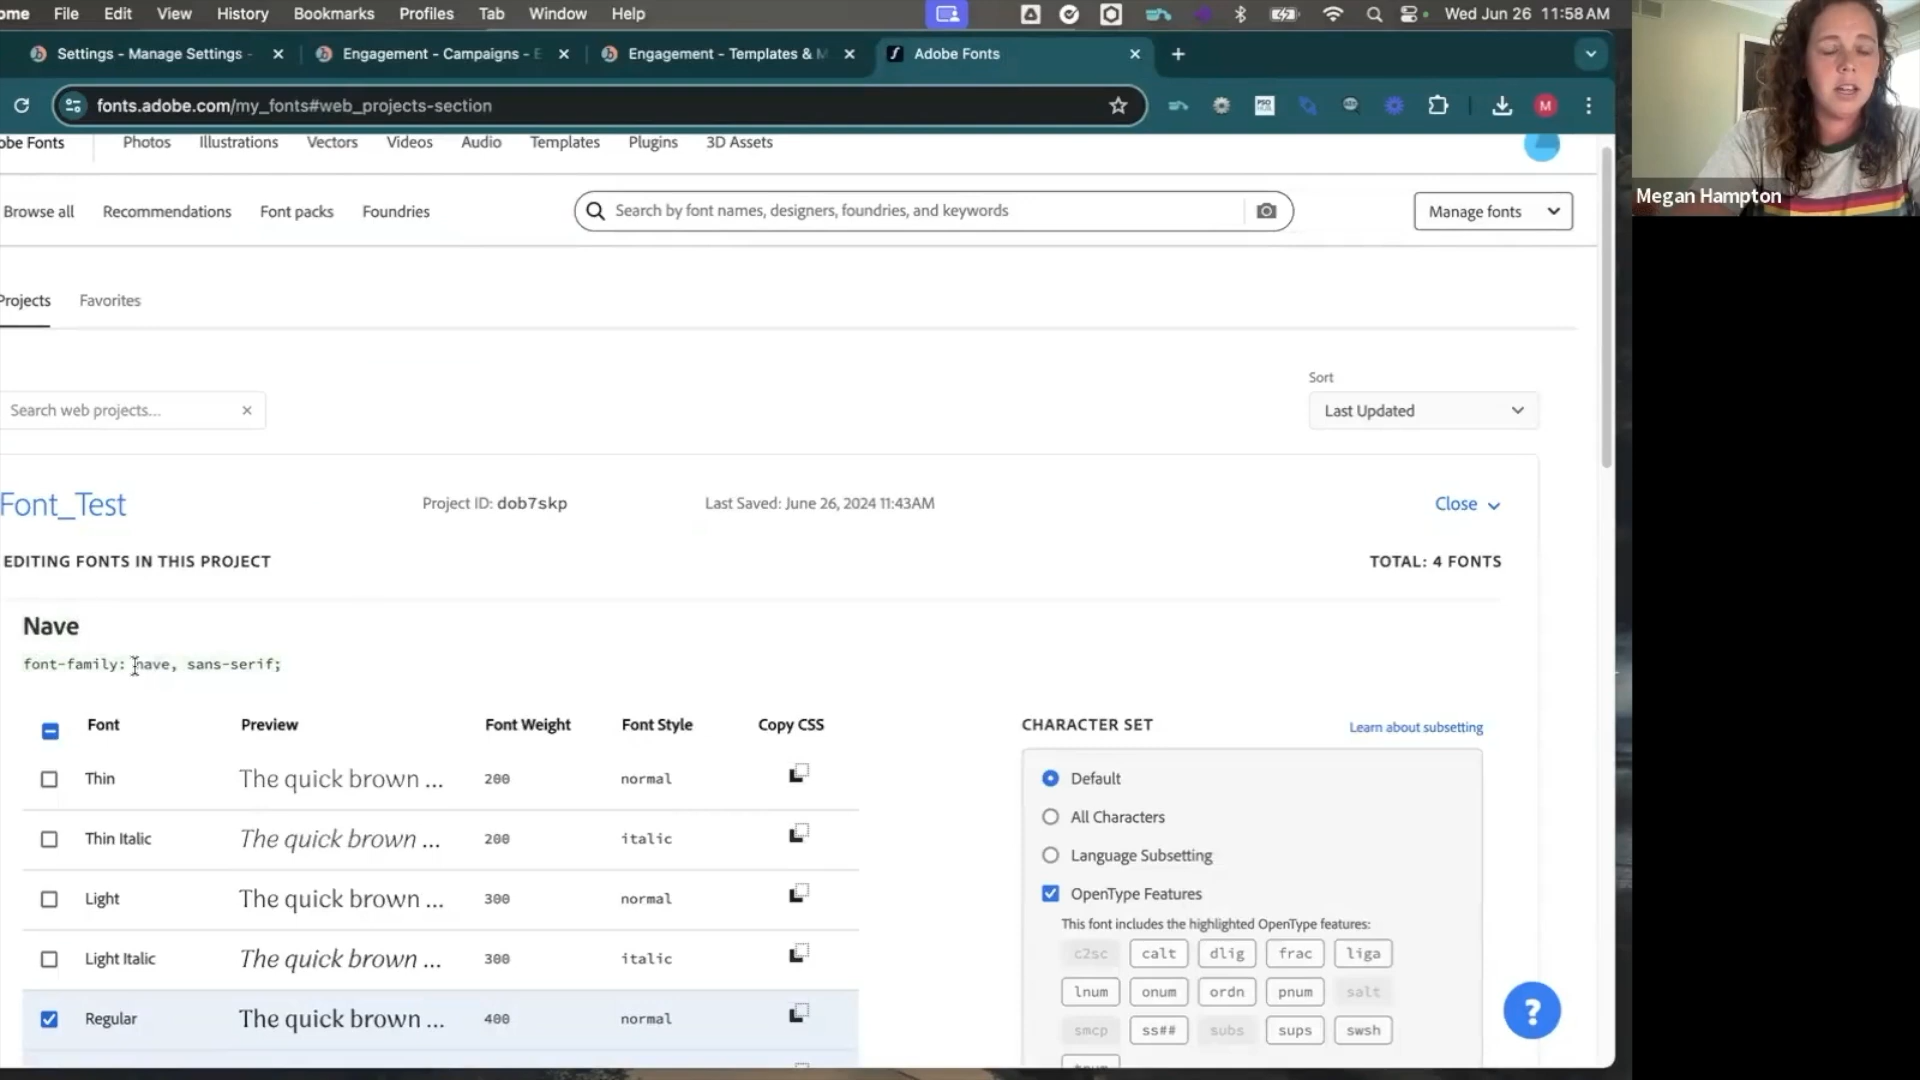 ome File Edit View History Bookmarks Profiles Tab Window Help Wed Jun 26 11:58 AM
Settings - Manage Settings - Engagement - Campaigns - E Engagement - Templates & M Adobe Fonts
fonts.adobe.com/my_fonts#web_projects-section M
obe Fonts Photos Illustrations Vectors Videos Audio Templates Plugins 3D Assets
Megan Hampton
Browse all Recommendations Font packs Foundries Search by font names, designers, foundries, and keywords Manage fonts
Projects Favorites
Sort
Search web projects... Last Updated
Font_Test Project ID: dob7skp Last Saved: June 26, 2024 11:43AM Close
EDITING FONTS IN THIS PROJECT TOTAL: 4 FONTS
Nave
font-family: nave, sans-serif;
Font Preview Font Weight Font Style Copy CSS CHARACTER SET Learn about subsetting
Thin The quick brown ... 200 normal Default
All Characters
Thin Italic The quick brown ... 200 italic
Language Subsetting
Light The quick brown ... 300 normal OpenType Features
This font includes the highlighted OpenType features:
Light Italic The quick brown ... 300 italic c2sc calt dlig frac liga
lnum onum ordn pnum salt
Regular The quick brown ... 400 normal
smcp ss## subs sups swsh
?